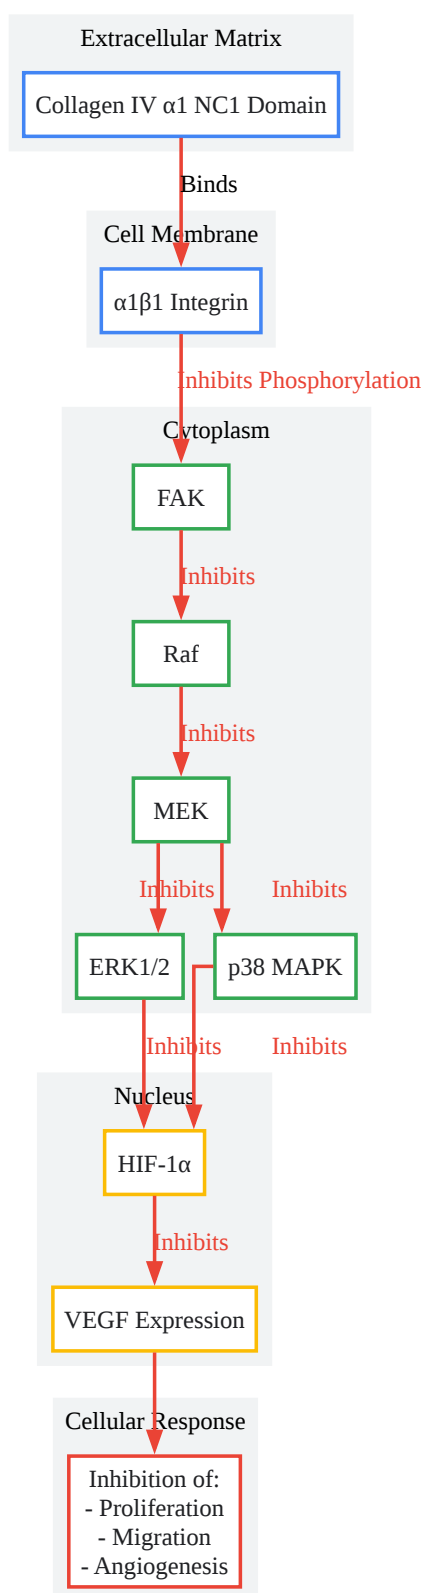 Extracellular Matrix
Collagen IV α1 NC1 Domain
Binds
Cell Membrane
α1β1 Integrin
Inhibits Phosphorylation
Cytoplasm
FAK
Inhibits
Raf
Inhibits
MEK
Inhibits
Inhibits
ERK1/2
p38 MAPK
Inhibits
Inhibits
Nucleus
HIF-1α
Inhibits
VEGF Expression
Cellular Response
Inhibition of:
- Proliferation
- Migration
- Angiogenesis